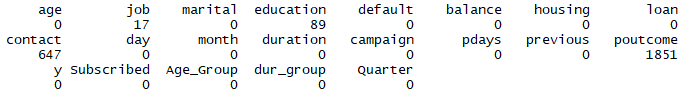 age job marital education default balance housing loan
0 17 0 89 0 0 0 0
contact day month duration campaign pdays previous poutcome
647 0 0 0 0 0 0 1851
y Subscribed Age_Group dur_group Quarter
0 0 0 0 0